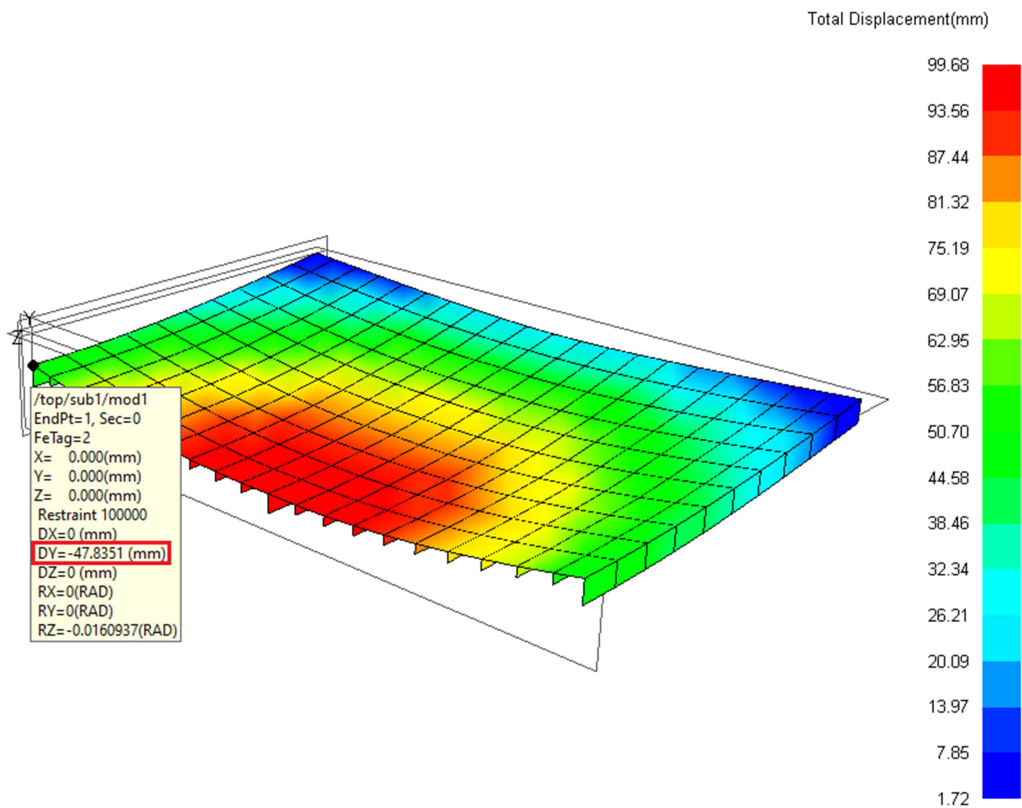 Total Displacement(mm)
99.68
93.56
87.44
81.32
75.19
69.07
62.95
56.83
50.70
44.58
38.46
32.34
26.21
20.09
13.97
7.85
1.72
Y
Z
/top/sub1/mod1
EndPt=1, Sec=0
FeTag=2
X= 0.000(mm)
Y= 0.000(mm)
Z= 0.000(mm)
Restraint 100000
DX=0 (mm)
DY=-47.8351 (mm)
DZ=0 (mm)
RX=0(RAD)
RY=0(RAD)
RZ=-0.0160937(RAD)